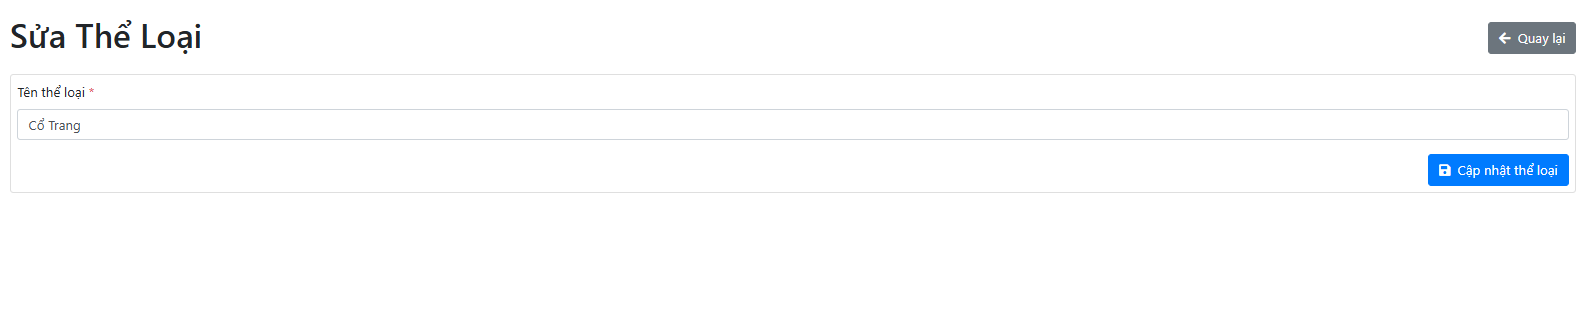 Sửa Thể Loại
Quay lại
Tên thể loại *
Cổ Trang
Cập nhật thể loại